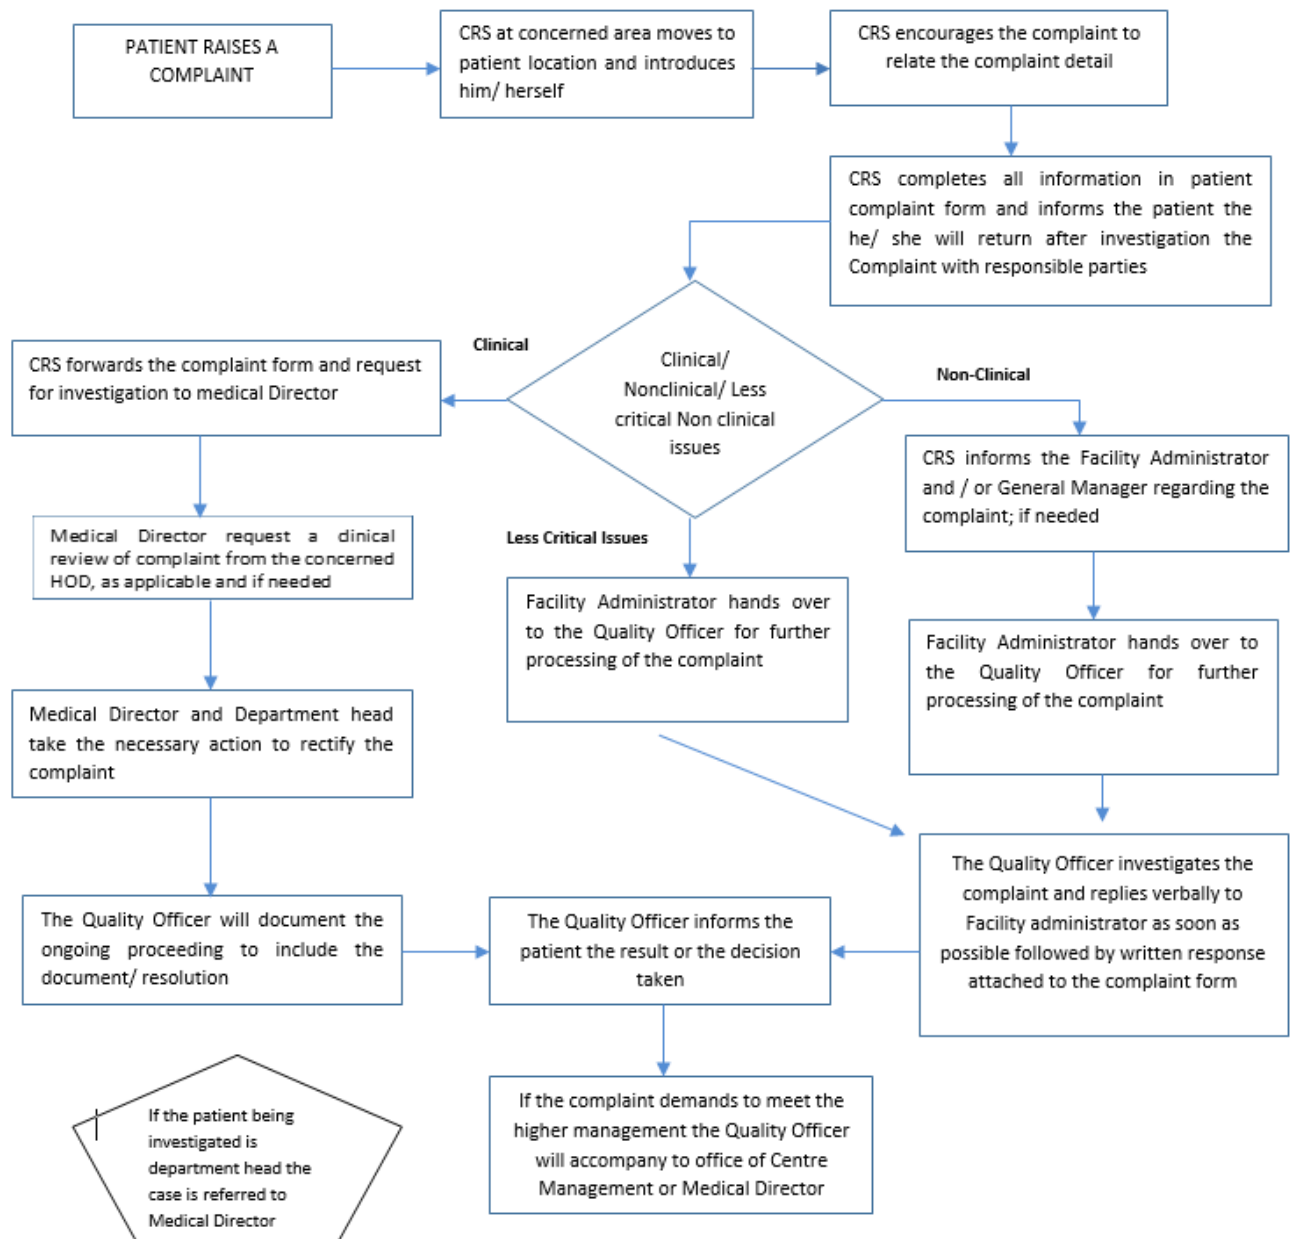 PATIENT RAISES A
COMPLAINT
CRS at concerned area moves to
patient location and introduces
him/ herself
CRS encourages the complaint to
relate the complaint detail
CRS completes all information in patient
complaint form and informs the patient the
he/ she will return after investigation the
Complaint with responsible parties
Clinical/
Nonclinical/ Less
critical Non clinical
issues
Clinical
CRS forwards the complaint form and request
for investigation to medical Director
Medical Director request a clinical
review of complaint from the concerned
HOD, as applicable and if needed
Medical Director and Department head
take the necessary action to rectify the
complaint
The Quality Officer will document the
ongoing proceeding to include the
document/ resolution
Less Critical Issues
Facility Administrator hands over
to the Quality Officer for further
processing of the complaint
Non-Clinical
CRS informs the Facility Administrator
and / or General Manager regarding the
complaint; if needed
Facility Administrator hands over to
the Quality Officer for further
processing of the complaint
The Quality Officer investigates the
complaint and replies verbally to
Facility administrator as soon as
possible followed by written response
attached to the complaint form
The Quality Officer informs the
patient the result or the decision
taken
If the complaint demands to meet the
higher management the Quality Officer
will accompany to office of Centre
Management or Medical Director
If the patient being
investigated is
department head the
case is referred to
Medical Director